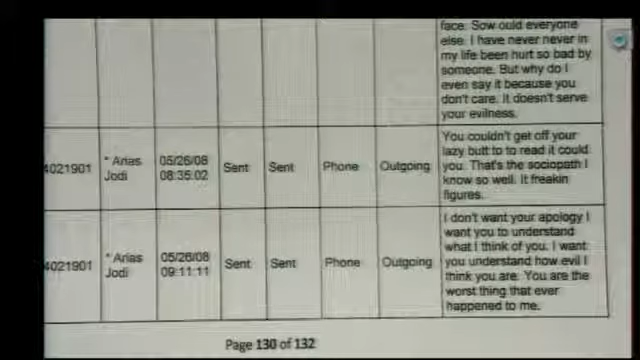 face. Sow ould everyone
else. I have never never in
my life been hurt so bad by
someone. But why do I
even say it because you
don't care. It doesn't serve
your evilness.
4021901 * Arias Jodi 05/26/08 08:35:02 Sent Sent Phone Outgoing
You couldn't get off your
lazy butt to to read it could
you. That's the sociopath I
know so well. It freakin
figures.
4021901 * Arias Jodi 05/26/08 09:11:11 Sent Sent Phone Outgoing
I don't want your apology I
want you to understand
what I think of you. I want
you understand how evil I
think you are. You are the
worst thing that ever
happened to me.
Page 130 of 132